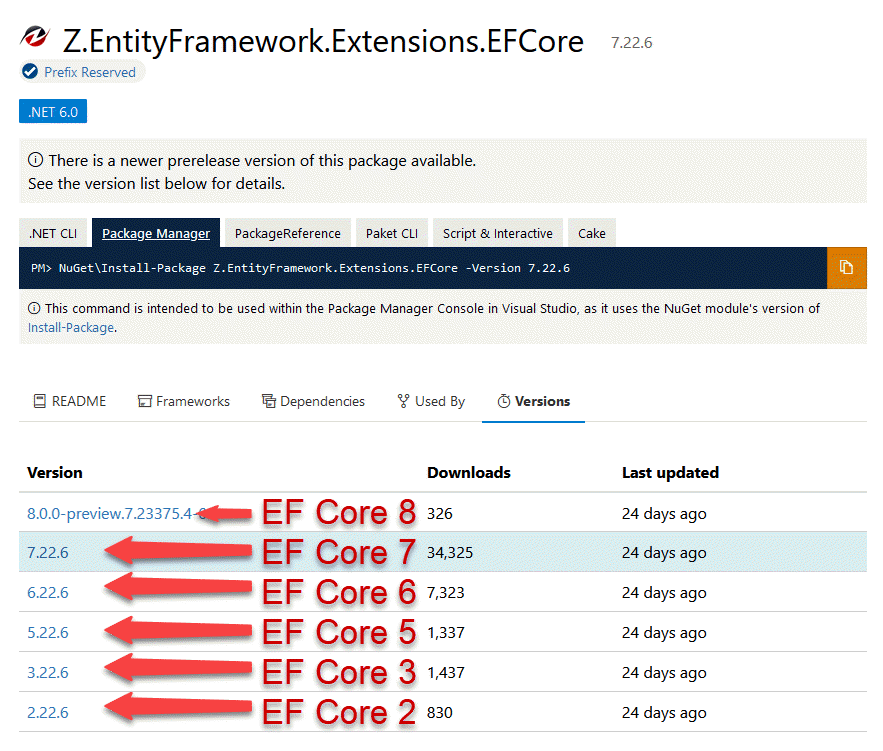 Z.EntityFramework.Extensions.EFCore 7.22.6
Prefix Reserved
.NET 6.0
There is a newer prerelease version of this package available.
See the version list below for details.
.NET CLI Package Manager PackageReference Paket CLI Script & Interactive Cake
PM> NuGet\Install-Package Z.EntityFramework.Extensions.EFCore -Version 7.22.6
This command is intended to be used within the Package Manager Console in Visual Studio, as it uses the NuGet module's version of
Install-Package.
README Frameworks Dependencies Used By Versions
Version Downloads Last updated
8.0.0-preview.7.23375.4- EF Core 8 326 24 days ago
7.22.6 EF Core 7 34,325 24 days ago
6.22.6 EF Core 6 7,323 24 days ago
5.22.6 EF Core 5 1,337 24 days ago
3.22.6 EF Core 3 1,437 24 days ago
2.22.6 EF Core 2 830 24 days ago